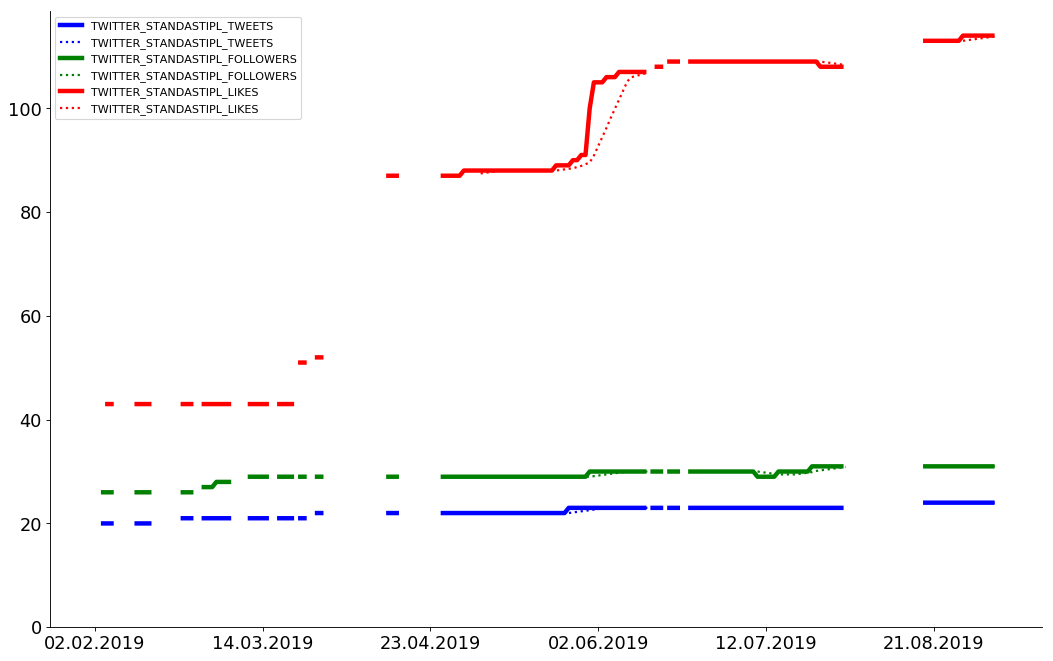 TWITTER_STANDASTIPL_TWEETS
TWITTER_STANDASTIPL_TWEETS
TWITTER_STANDASTIPL_FOLLOWERS
TWITTER_STANDASTIPL_FOLLOWERS
TWITTER_STANDASTIPL_LIKES
TWITTER_STANDASTIPL_LIKES
100
80
60
40
20
0
02.02.2019 14.03.2019 23.04.2019 02.06.2019 12.07.2019 21.08.2019